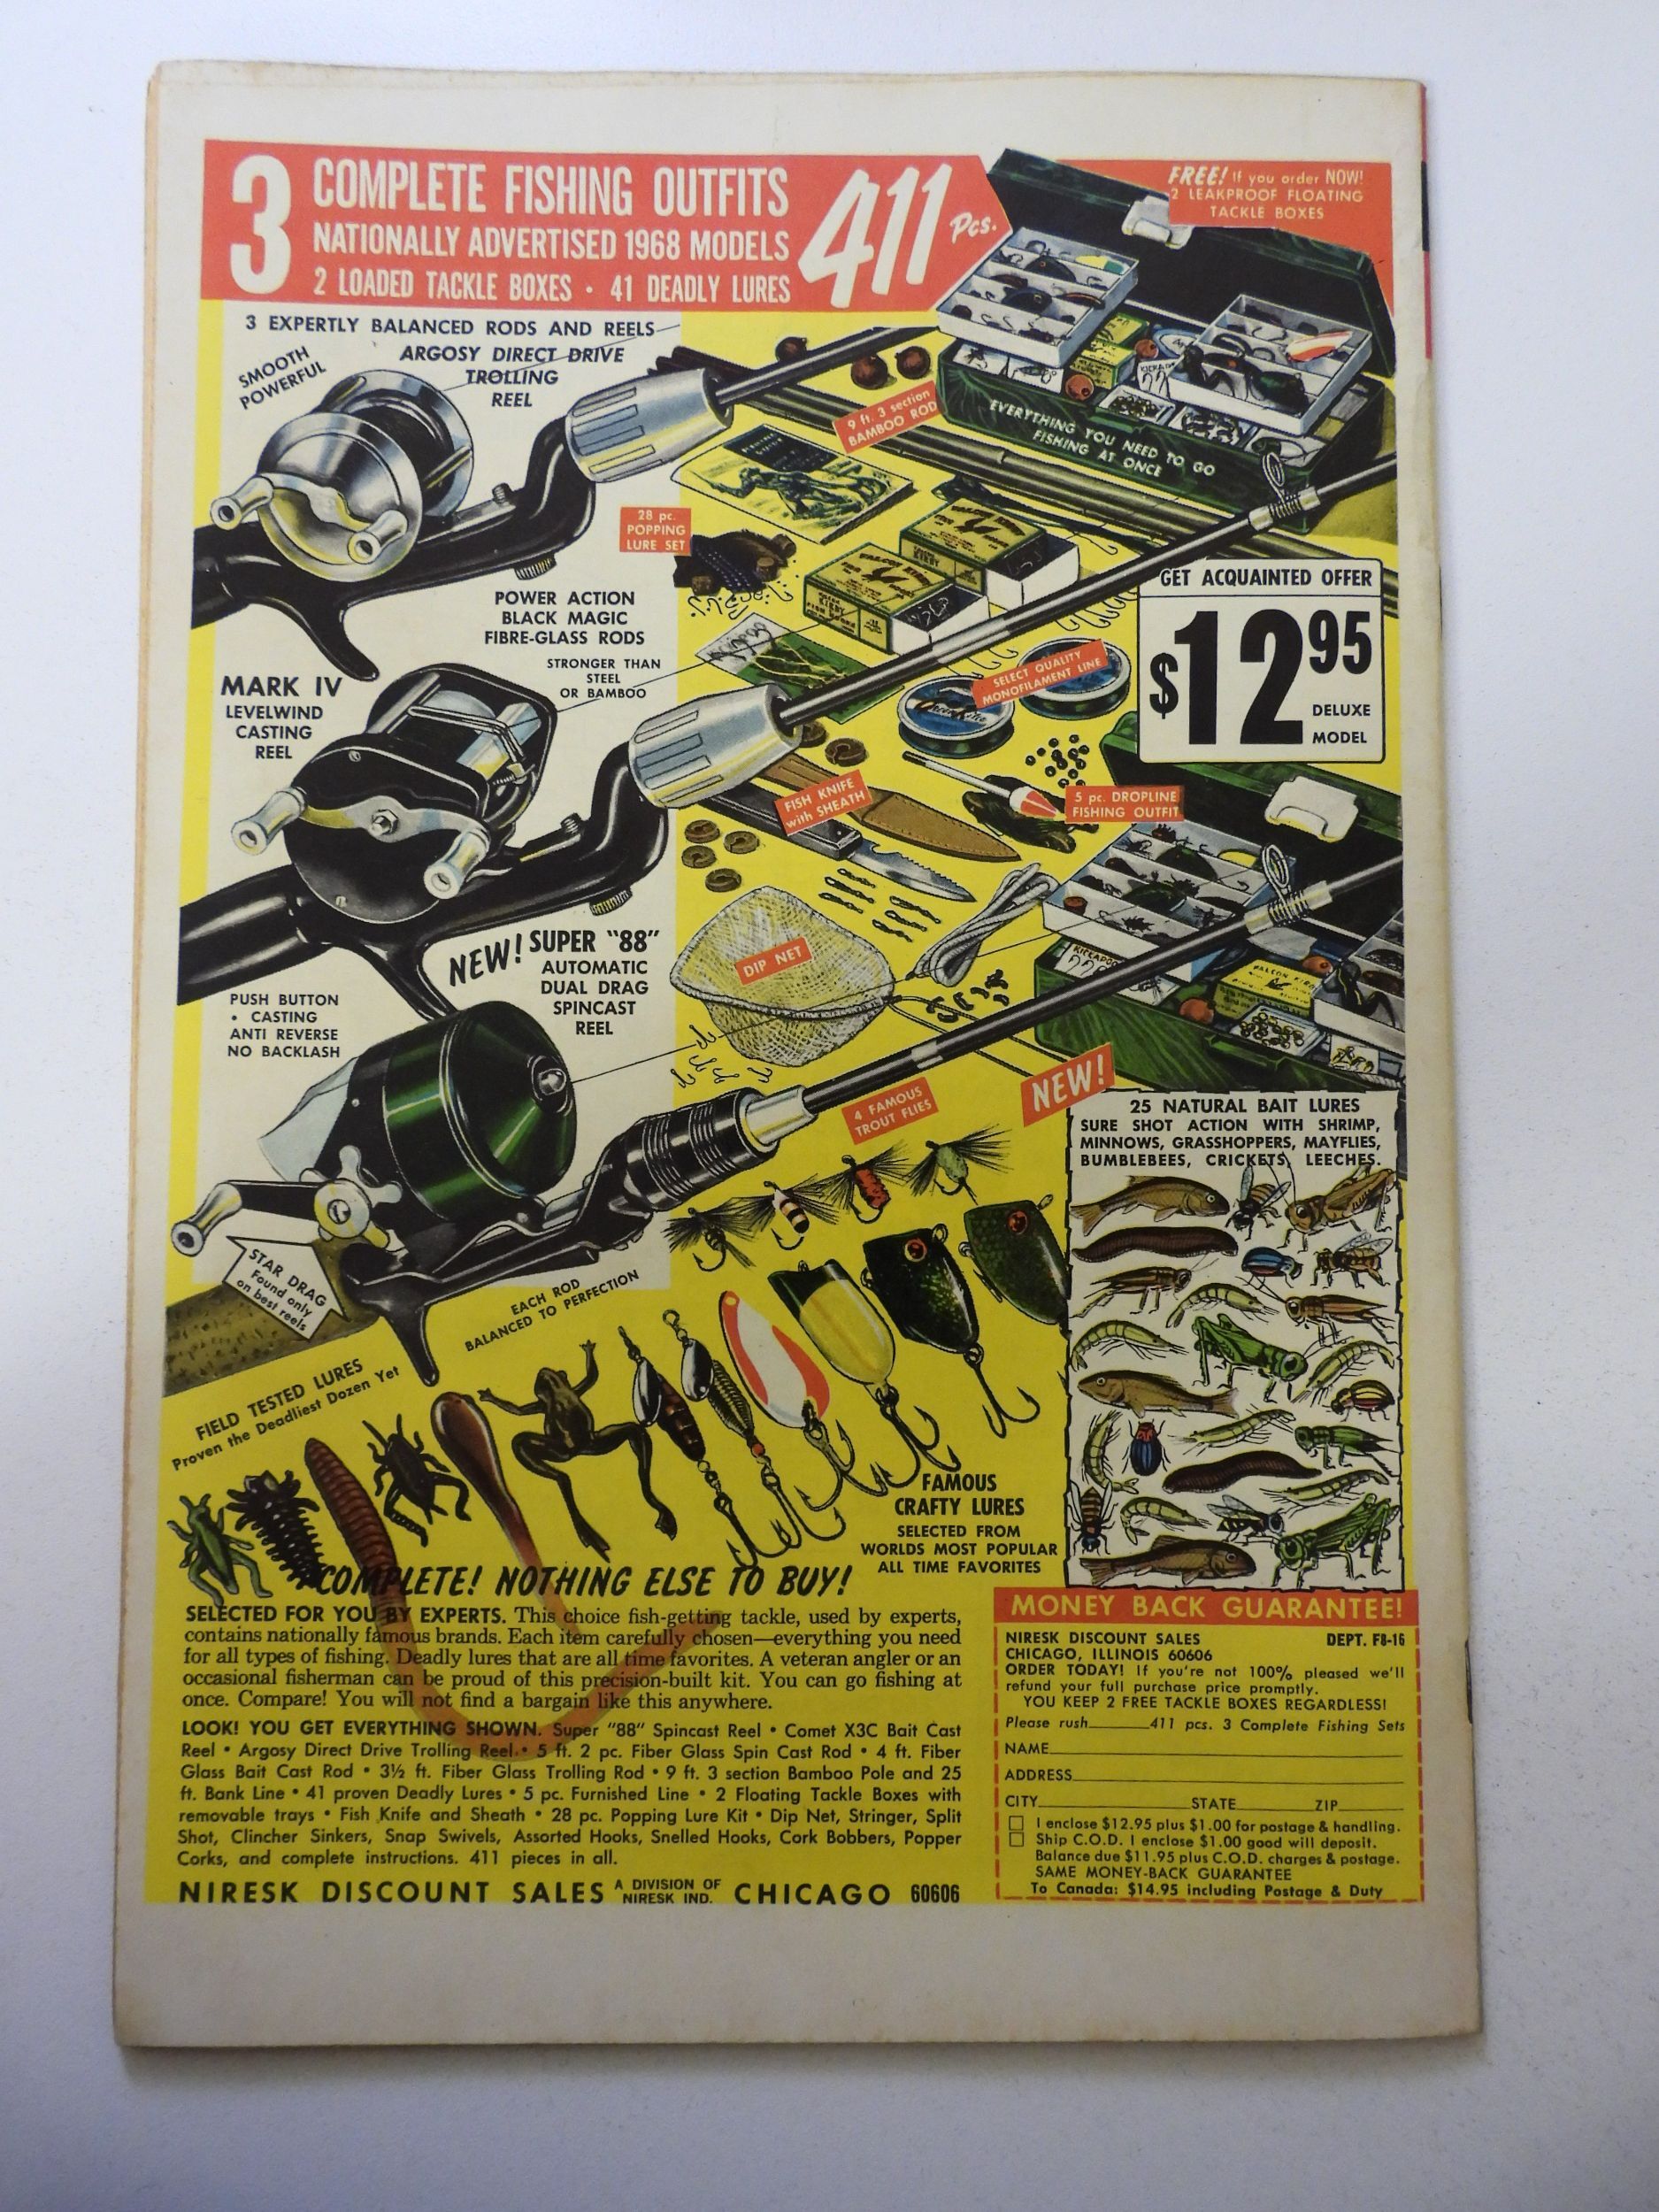 3
COMPLETE FISHING OUTFITS
NATIONALLY ADVERTISED 1968 MODELS
2 LOADED TACKLE BOXES • 41 DEADLY LURES
411 Pcs.
FREE! If you order NOW!
2 LEAKPROOF FLOATING
TACKLE BOXES
3 EXPERTLY BALANCED RODS AND REELS
SMOOTH
POWERFUL
ARGOSY DIRECT DRIVE
TROLLING
REEL
9 ft. 3 section
BAMBOO ROD
EVERYTHING YOU NEED TO GO
FISHING AT ONCE
28 pc.
POPPING
LURE SET
POWER ACTION
BLACK MAGIC
FIBRE-GLASS RODS
STRONGER THAN
STEEL
OR BAMBOO
GET ACQUAINTED OFFER
$12 95
DELUXE
MODEL
MARK IV
LEVELWIND
CASTING
REEL
SELECT QUALITY
MONOFILAMENT LINE
FISH KNIFE
with SHEATH
5 pc. DROPLINE
FISHING OUTFIT
NEW! SUPER "88"
AUTOMATIC
DUAL DRAG
SPINCAST
REEL
DIP NET
PUSH BUTTON
• CASTING
ANTI REVERSE
NO BACKLASH
FALCON KIRBY
4 FAMOUS
TROUT FLIES
NEW!
25 NATURAL BAIT LURES
SURE SHOT ACTION WITH SHRIMP,
MINNOWS, GRASSHOPPERS, MAYFLIES,
BUMBLEBEES, CRICKETS, LEECHES.
STAR DRAG
Found only
on best reels
EACH ROD
BALANCED TO PERFECTION
FIELD TESTED LURES
Proven the Deadliest Dozen Yet
FAMOUS
CRAFTY LURES
SELECTED FROM
WORLDS MOST POPULAR
ALL TIME FAVORITES
COMPLETE! NOTHING ELSE TO BUY!
SELECTED FOR YOU BY EXPERTS. This choice fish-getting tackle, used by experts,
contains nationally famous brands. Each item carefully chosen—everything you need
for all types of fishing. Deadly lures that are all time favorites. A veteran angler or an
occasional fisherman can be proud of this precision-built kit. You can go fishing at
once. Compare! You will not find a bargain like this anywhere.
LOOK! YOU GET EVERYTHING SHOWN. Super "88" Spincast Reel • Comet X3C Bait Cast
Reel • Argosy Direct Drive Trolling Reel • 5 ft. 2 pc. Fiber Glass Spin Cast Rod • 4 ft. Fiber
Glass Bait Cast Rod • 3½ ft. Fiber Glass Trolling Rod • 9 ft. 3 section Bamboo Pole and 25
ft. Bank Line • 41 proven Deadly Lures • 5 pc. Furnished Line • 2 Floating Tackle Boxes with
removable trays • Fish Knife and Sheath • 28 pc. Popping Lure Kit • Dip Net, Stringer, Split
Shot, Clincher Sinkers, Snap Swivels, Assorted Hooks, Snelled Hooks, Cork Bobbers, Popper
Corks, and complete instructions. 411 pieces in all.
NIRESK DISCOUNT SALES A DIVISION OF NIRESK IND. CHICAGO 60606
MONEY BACK GUARANTEE!
NIRESK DISCOUNT SALES DEPT. F8-16
CHICAGO, ILLINOIS 60606
ORDER TODAY! If you're not 100% pleased we'll
refund your full purchase price promptly.
YOU KEEP 2 FREE TACKLE BOXES REGARDLESS!
Please rush______411 pcs. 3 Complete Fishing Sets
NAME
ADDRESS
CITY STATE ZIP
I enclose $12.95 plus $1.00 for postage & handling.
Ship C.O.D. I enclose $1.00 good will deposit.
Balance due $11.95 plus C.O.D. charges & postage.
SAME MONEY-BACK GUARANTEE
To Canada: $14.95 including Postage & Duty